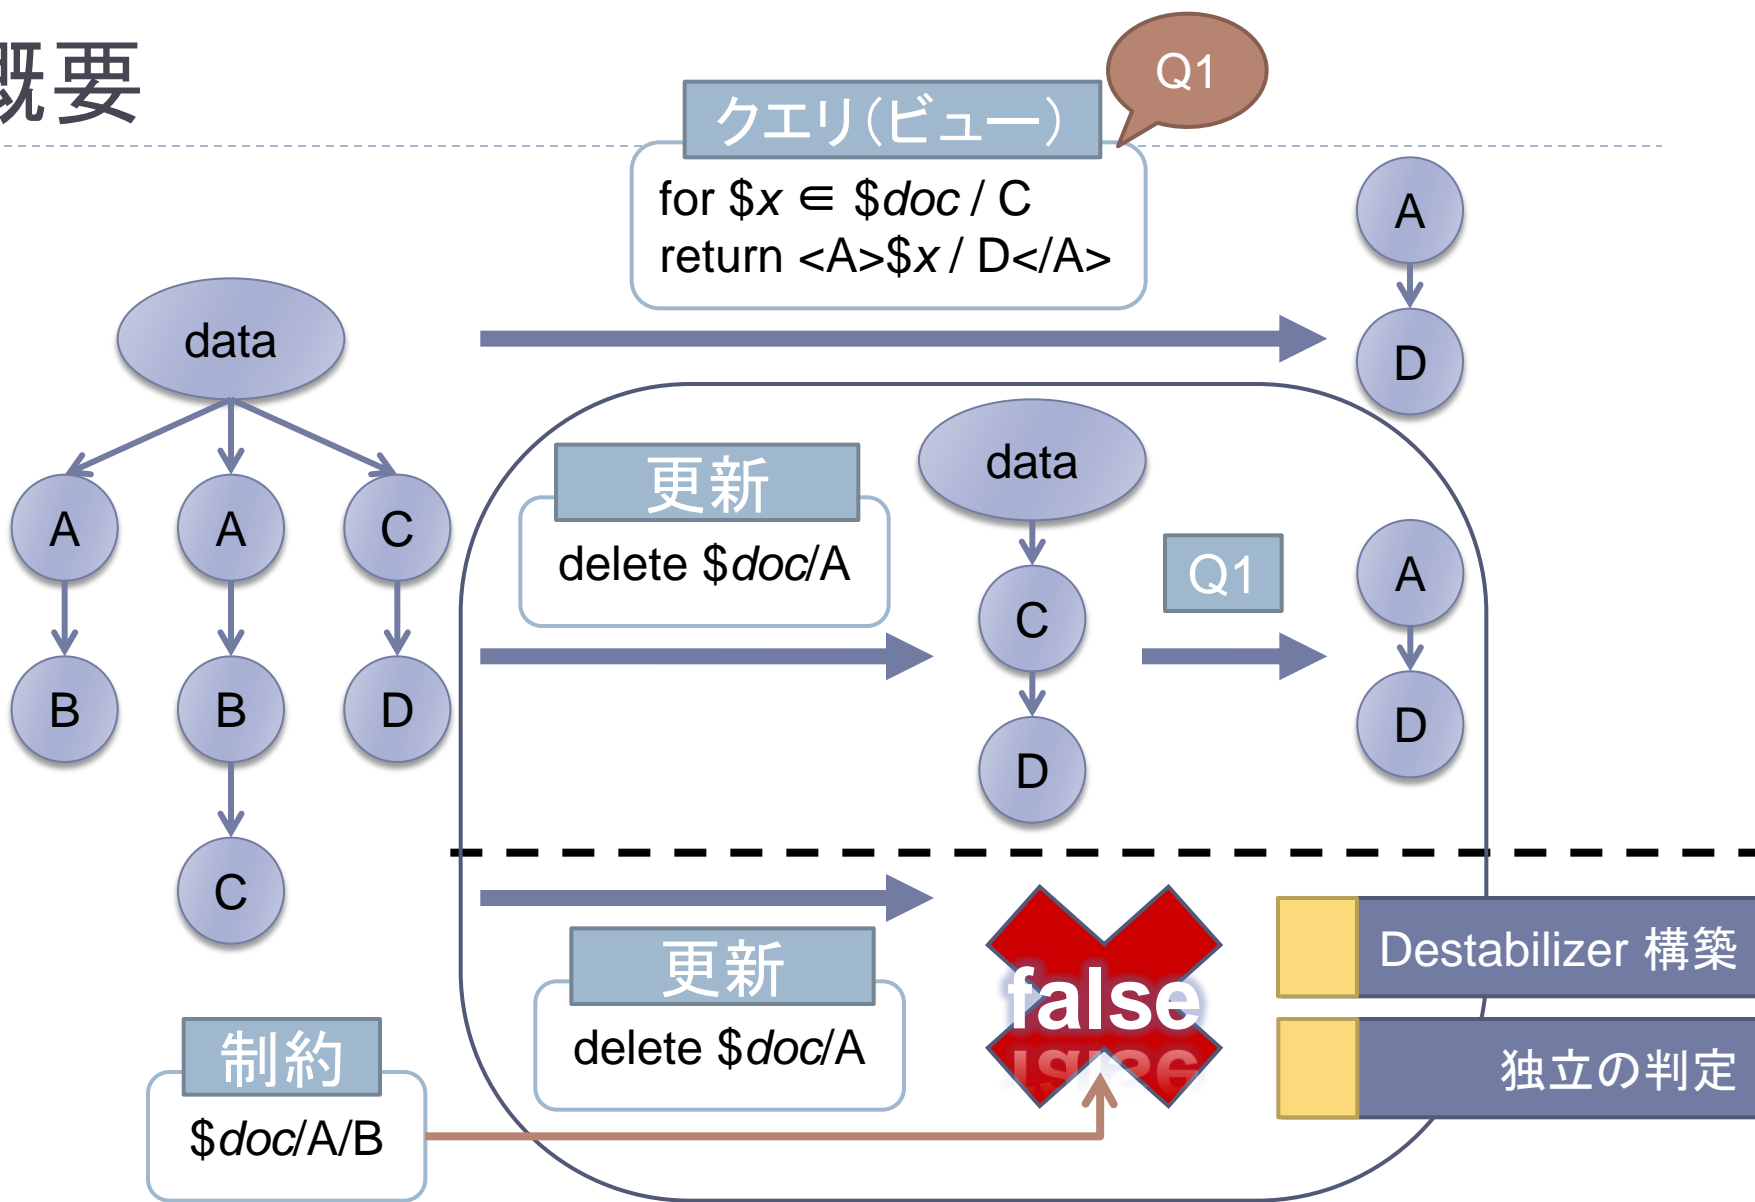 概要
Q1
クエリ（ビュー）
for $x ∈ $doc / C
return <A>$x / D</A>
A
D
data
A
A
C
B
B
D
C
更新
delete $doc/A
data
C
D
Q1
A
D
更新
delete $doc/A
false
制約
$doc/A/B
Destabilizer 構築
独立の判定